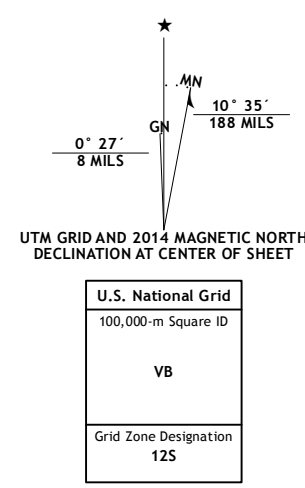 MN
GN
10° 35´
188 MILS
0° 27´
8 MILS
UTM GRID AND 2014 MAGNETIC NORTH
DECLINATION AT CENTER OF SHEET
U.S. National Grid
100,000-m Square ID
VB
Grid Zone Designation
12S